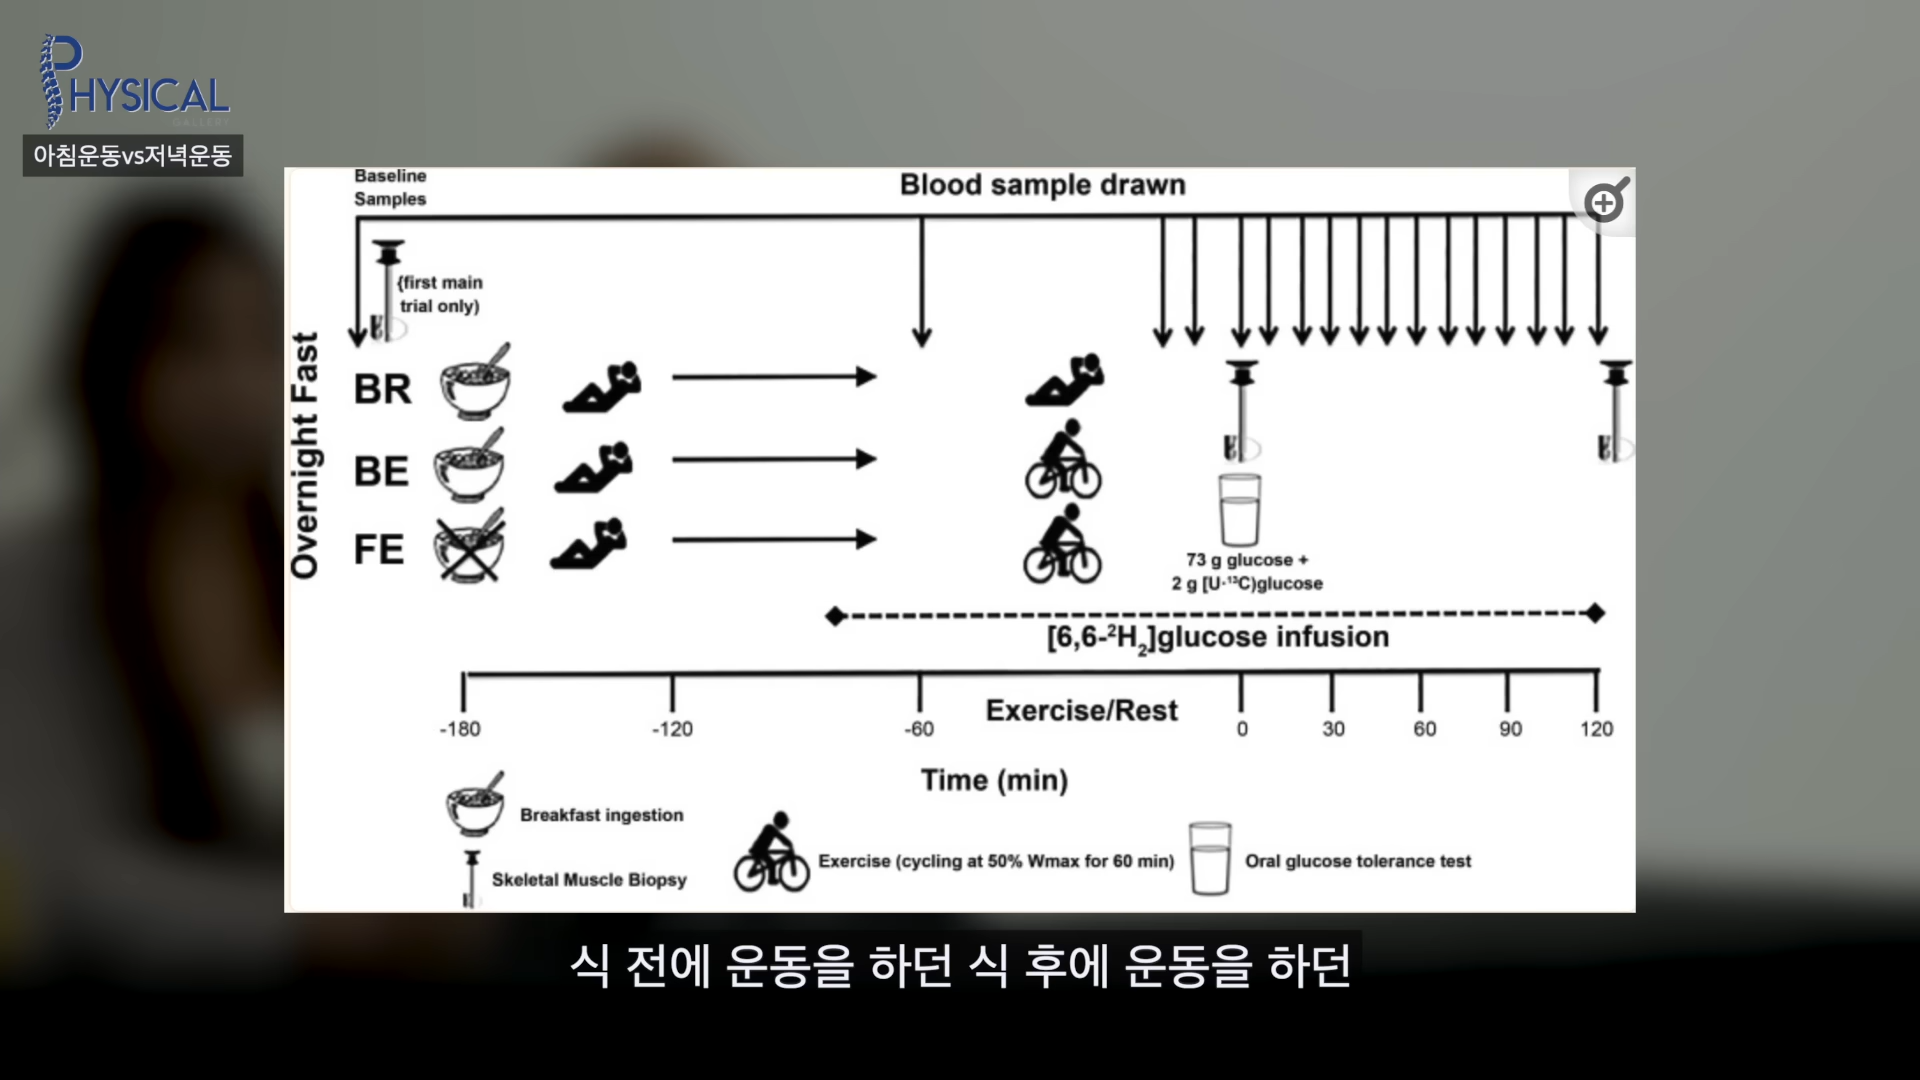 PHYSICAL
GALLERY
아침운동vs저녁운동
Baseline
Samples
Blood sample drawn
(first main
trial only)
Overnight Fast
BR
BE
FE
73 g glucose +
2 g [U-¹³C)glucose
[6,6-²H₂]glucose infusion
Exercise/Rest
-180
-120
-60
0
30
60
90
120
Time (min)
Breakfast ingestion
Skeletal Muscle Biopsy
Exercise (cycling at 50% Wmax for 60 min)
Oral glucose tolerance test
식 전에 운동을 하던 식 후에 운동을 하던